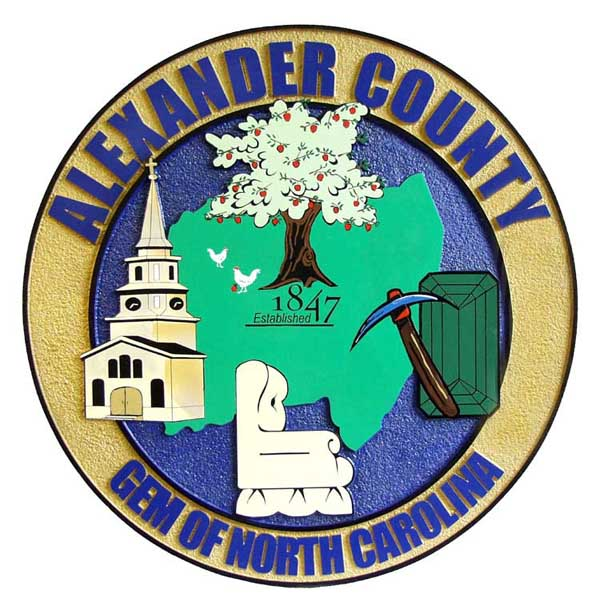 ALEXANDER COUNTY
1847
Established
GEM OF NORTH CAROLINA